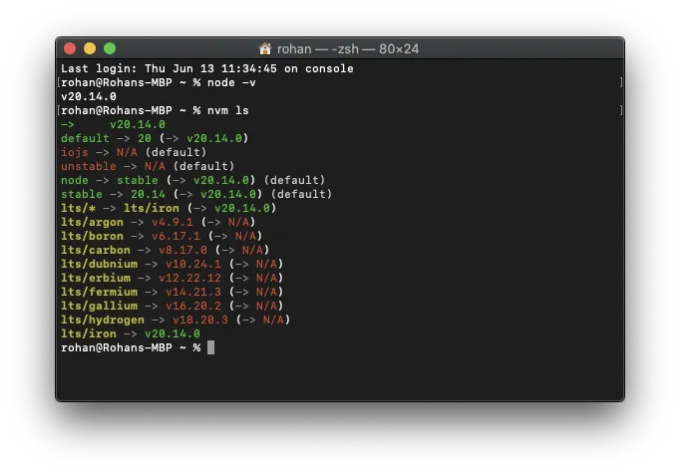 rohan — -zsh — 80×24
Last login: Thu Jun 13 11:34:45 on console
[rohan@Rohans-MBP ~ % node -v ]
v20.14.0
[rohan@Rohans-MBP ~ % nvm ls ]
->     v20.14.0
default -> 20 (-> v20.14.0)
iojs -> N/A (default)
unstable -> N/A (default)
node -> stable (-> v20.14.0) (default)
stable -> 20.14 (-> v20.14.0) (default)
lts/* -> lts/iron (-> v20.14.0)
lts/argon -> v4.9.1 (-> N/A)
lts/boron -> v6.17.1 (-> N/A)
lts/carbon -> v8.17.0 (-> N/A)
lts/dubnium -> v10.24.1 (-> N/A)
lts/erbium -> v12.22.12 (-> N/A)
lts/fermium -> v14.21.3 (-> N/A)
lts/gallium -> v16.20.2 (-> N/A)
lts/hydrogen -> v18.20.3 (-> N/A)
lts/iron -> v20.14.0
rohan@Rohans-MBP ~ %